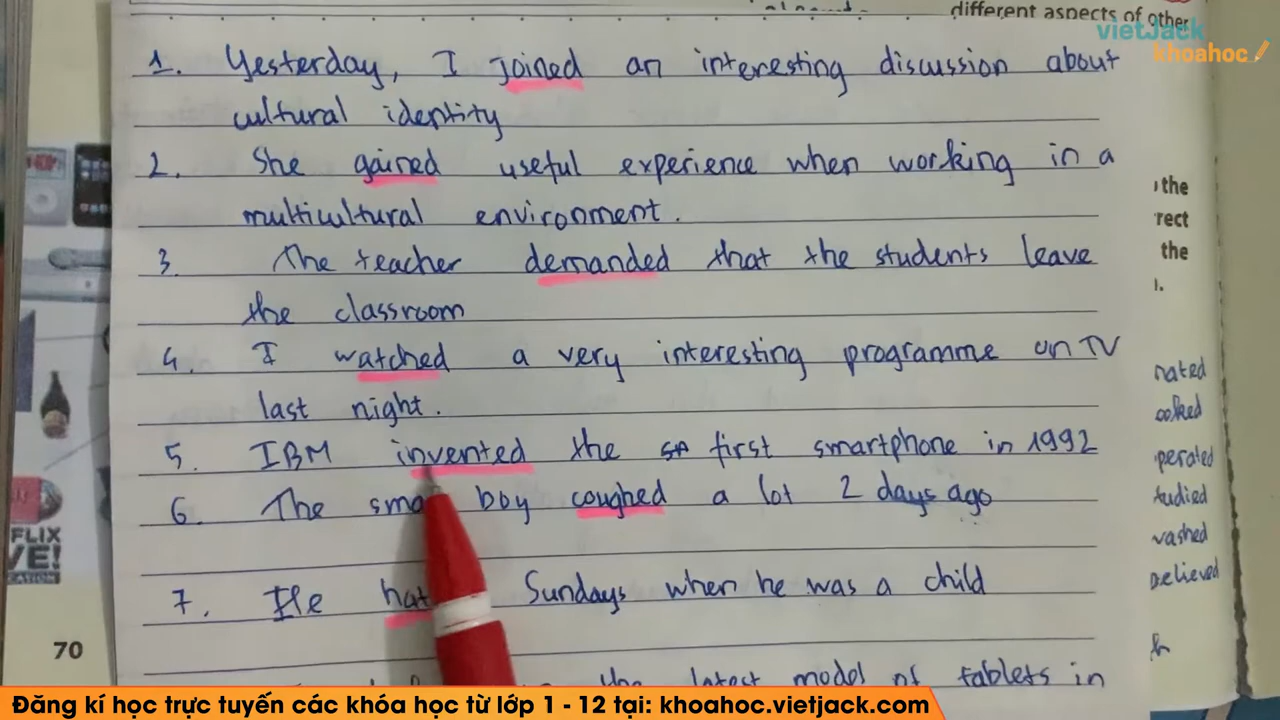 different aspects of other
vietJack
khoahoc
1. Yesterday, I joined an interesting discussion about
cultural identity
2. She gained useful experience when working in a
multicultural environment.
3. The teacher demanded that the students leave
the classroom
4. I watched a very interesting programme on TV
last night.
5. IBM invented the first smartphone in 1992
6. The boy coughed a lot 2 days ago
7. He Sundays when he was a child
the latest model of tablets in
the
rect
the
nated
ooked
perated
tudied
washed
believed
FLIX
VE!
70
Đăng kí học trực tuyến các khóa học từ lớp 1 - 12 tại: khoahoc.vietjack.com